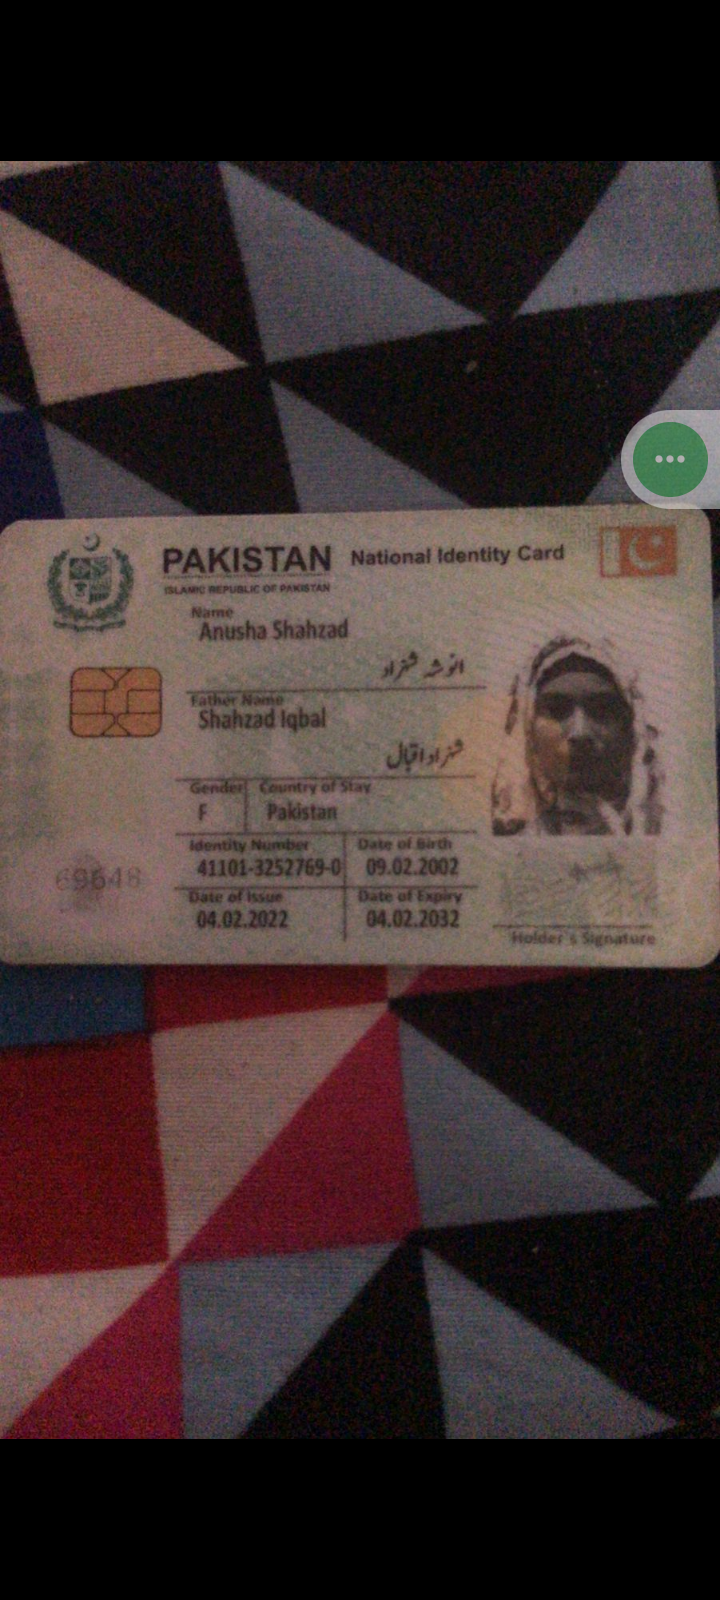 PAKISTAN National Identity Card
ISLAMIC REPUBLIC OF PAKISTAN
Name
Anusha Shahzad
انوشہ شہزاد
Father Name
Shahzad Iqbal
شہزاد اقبال
Gender Country of Stay
F Pakistan
Identity Number Date of Birth
41101-3252769-0 09.02.2002
69648
Date of Issue Date of Expiry
04.02.2022 04.02.2032
Holder's Signature